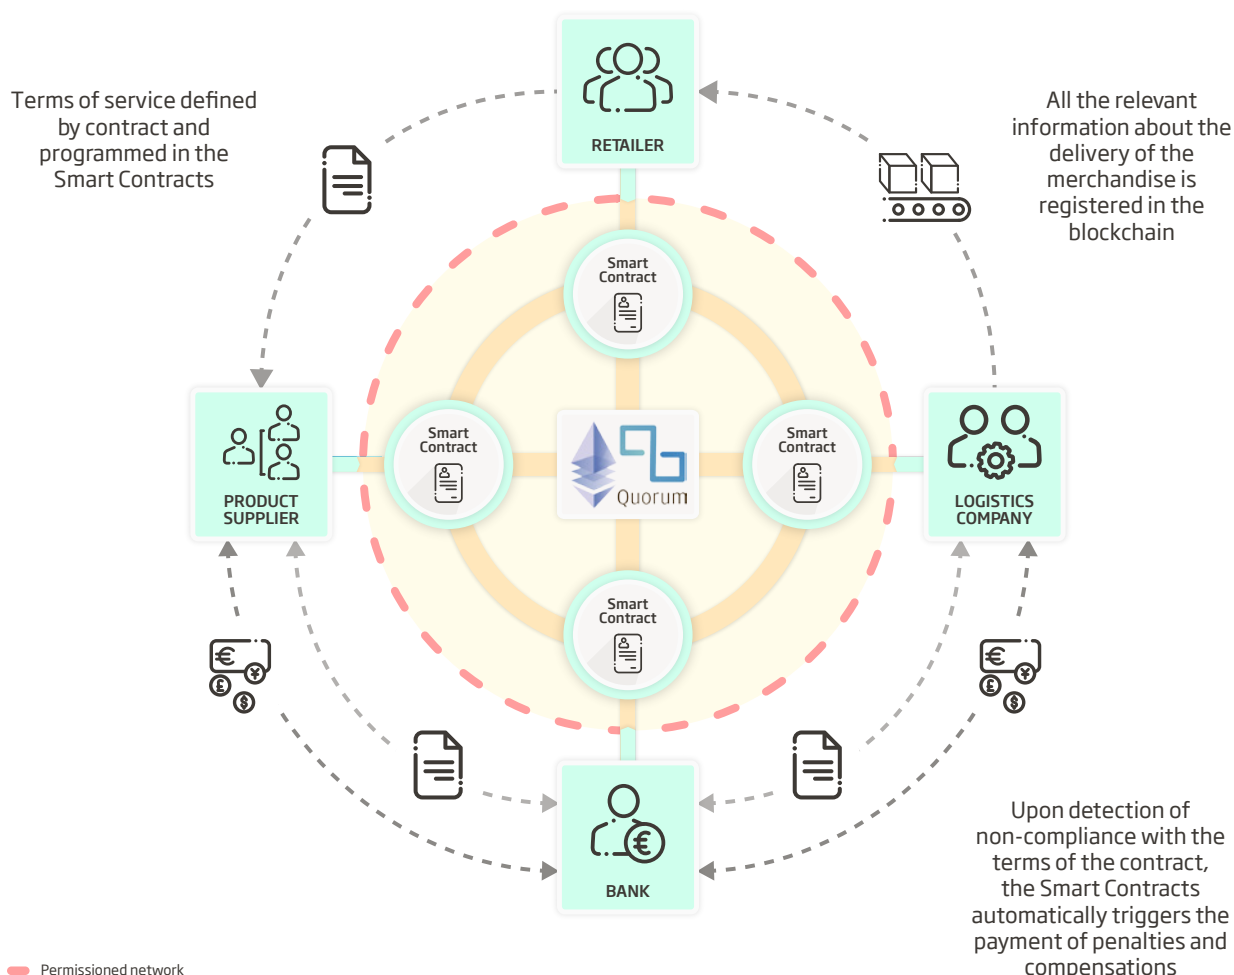 RETAILER
Terms of service defined
by contract and
programmed in the
Smart Contracts
All the relevant
information about the
delivery of the
merchandise is
registered in the
blockchain
Smart
Contract
Smart
Contract
Quorum
Smart
Contract
PRODUCT
SUPPLIER
LOGISTICS
COMPANY
Smart
Contract
€
£
¥
$
€
£
¥
$
€
BANK
Upon detection of
non-compliance with the
terms of the contract,
the Smart Contracts
automatically triggers the
payment of penalties and
compensations
Permissioned network